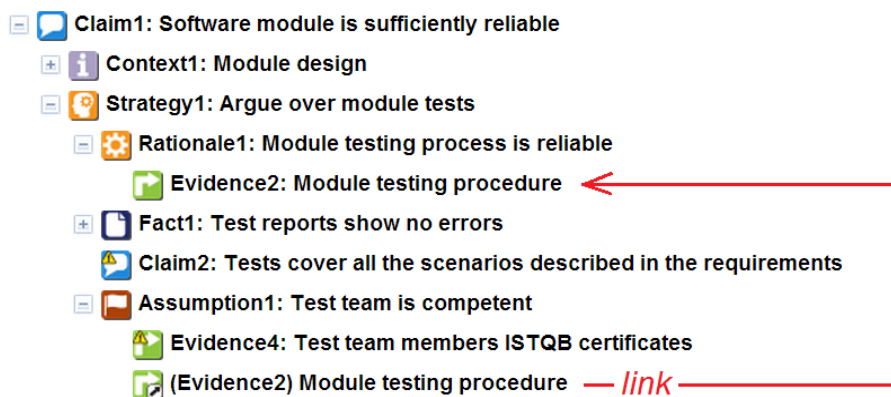 Claim1: Software module is sufficiently reliable
Context1: Module design
Strategy1: Argue over module tests
Rationale1: Module testing process is reliable
Evidence2: Module testing procedure
Fact1: Test reports show no errors
Claim2: Tests cover all the scenarios described in the requirements
Assumption1: Test team is competent
Evidence4: Test team members ISTQB certificates
(Evidence2) Module testing procedure link